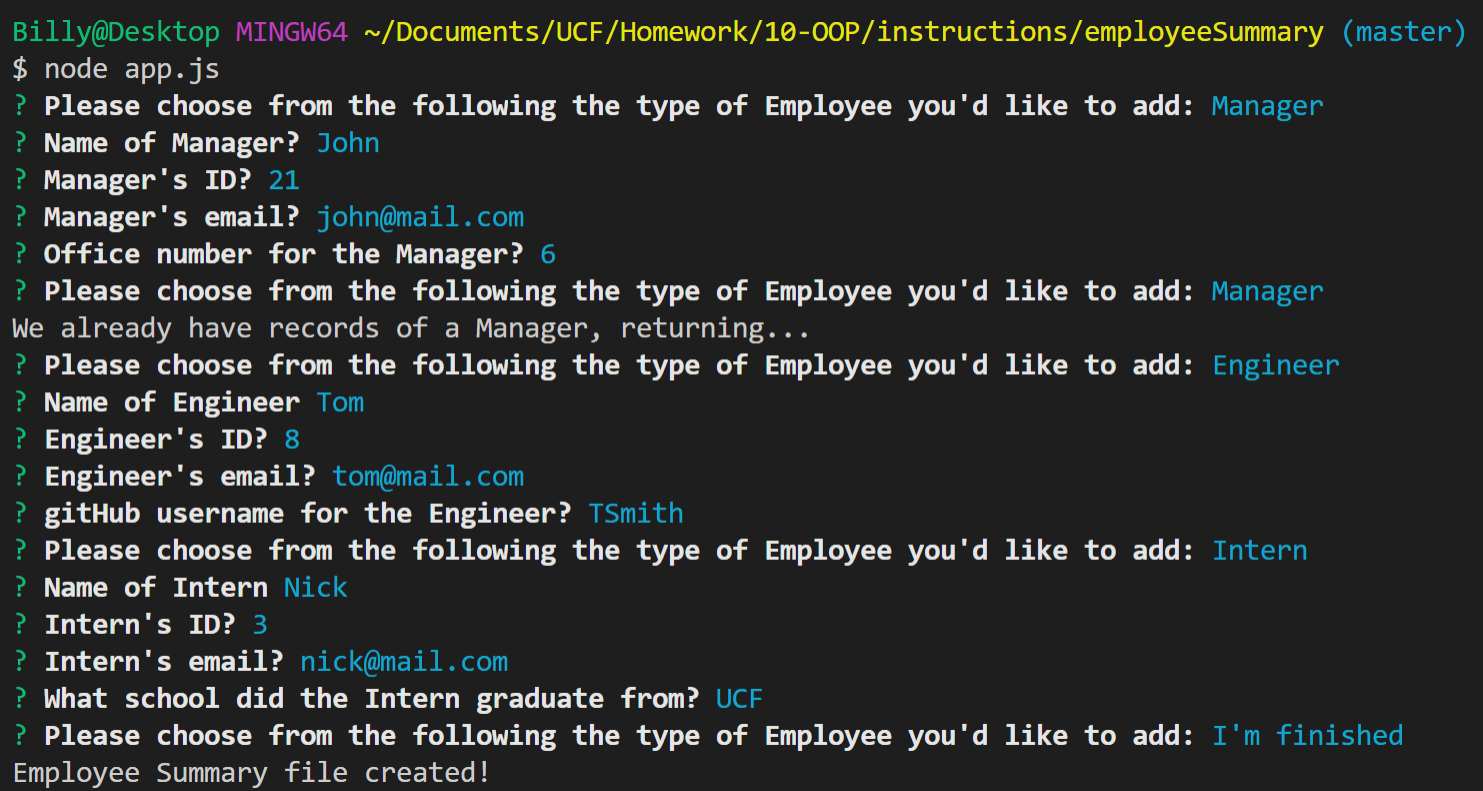 Billy@Desktop MINGW64 ~/Documents/UCF/Homework/10-OOP/instructions/employeeSummary (master)
$ node app.js
? Please choose from the following the type of Employee you'd like to add: Manager
? Name of Manager? John
? Manager's ID? 21
? Manager's email? john@mail.com
? Office number for the Manager? 6
? Please choose from the following the type of Employee you'd like to add: Manager
We already have records of a Manager, returning...
? Please choose from the following the type of Employee you'd like to add: Engineer
? Name of Engineer Tom
? Engineer's ID? 8
? Engineer's email? tom@mail.com
? gitHub username for the Engineer? TSmith
? Please choose from the following the type of Employee you'd like to add: Intern
? Name of Intern Nick
? Intern's ID? 3
? Intern's email? nick@mail.com
? What school did the Intern graduate from? UCF
? Please choose from the following the type of Employee you'd like to add: I'm finished
Employee Summary file created!